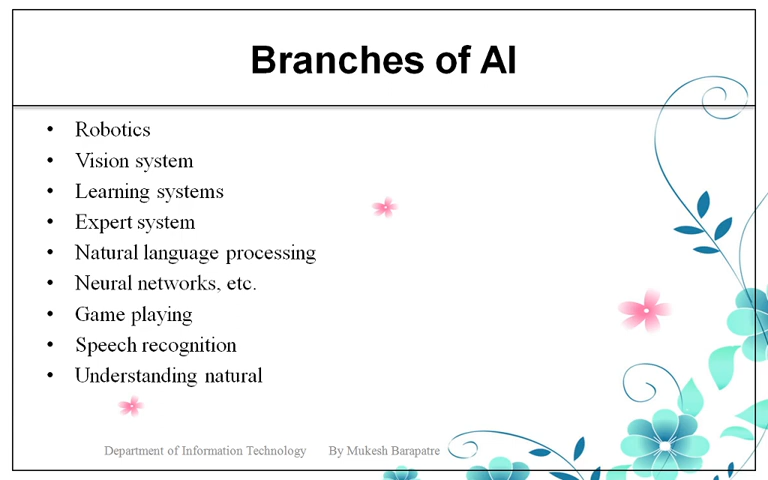 Branches of AI
• Robotics
• Vision system
• Learning systems
• Expert system
• Natural language processing
• Neural networks, etc.
• Game playing
• Speech recognition
• Understanding natural
Department of Information Technology By Mukesh Barapatre